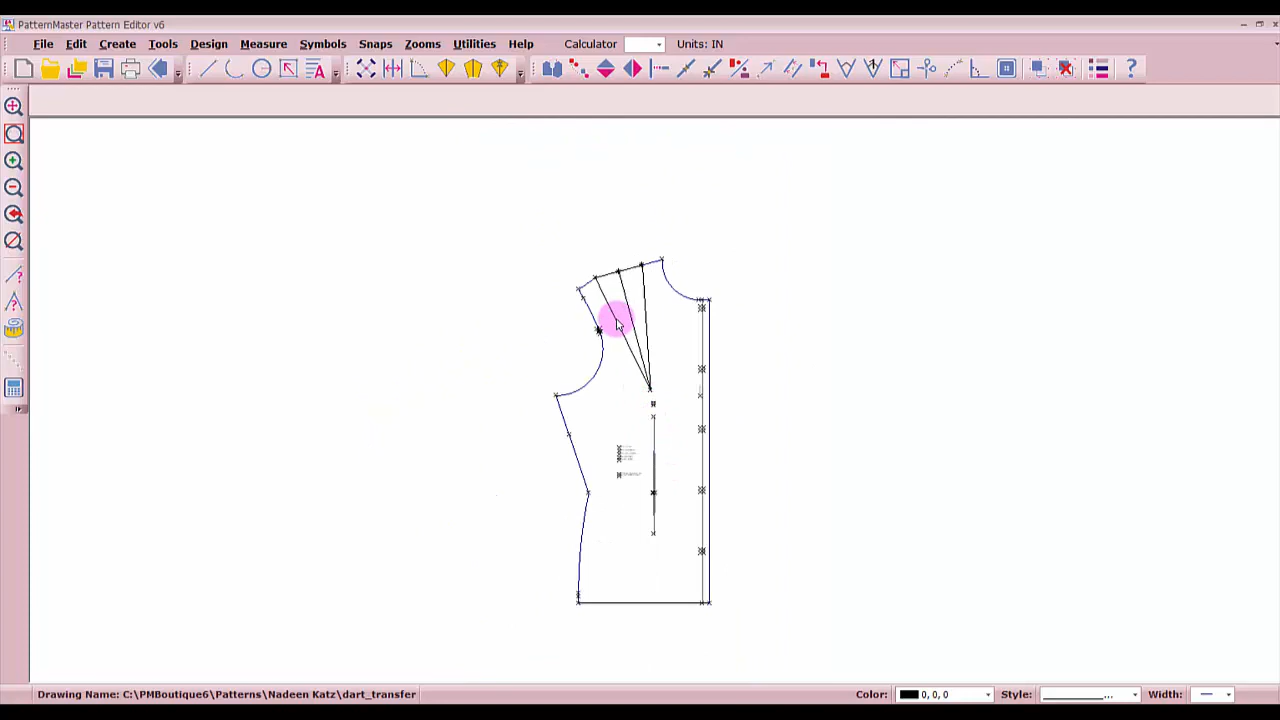 PatternMaster Pattern Editor v6
File Edit Create Tools Design Measure Symbols Snaps Zooms Utilities Help Calculator Units: IN
Drawing Name: C:\PMBoutique6\Patterns\Nadeen Katz\dart_transfer Color: 0, 0, 0 Style: ... Width: